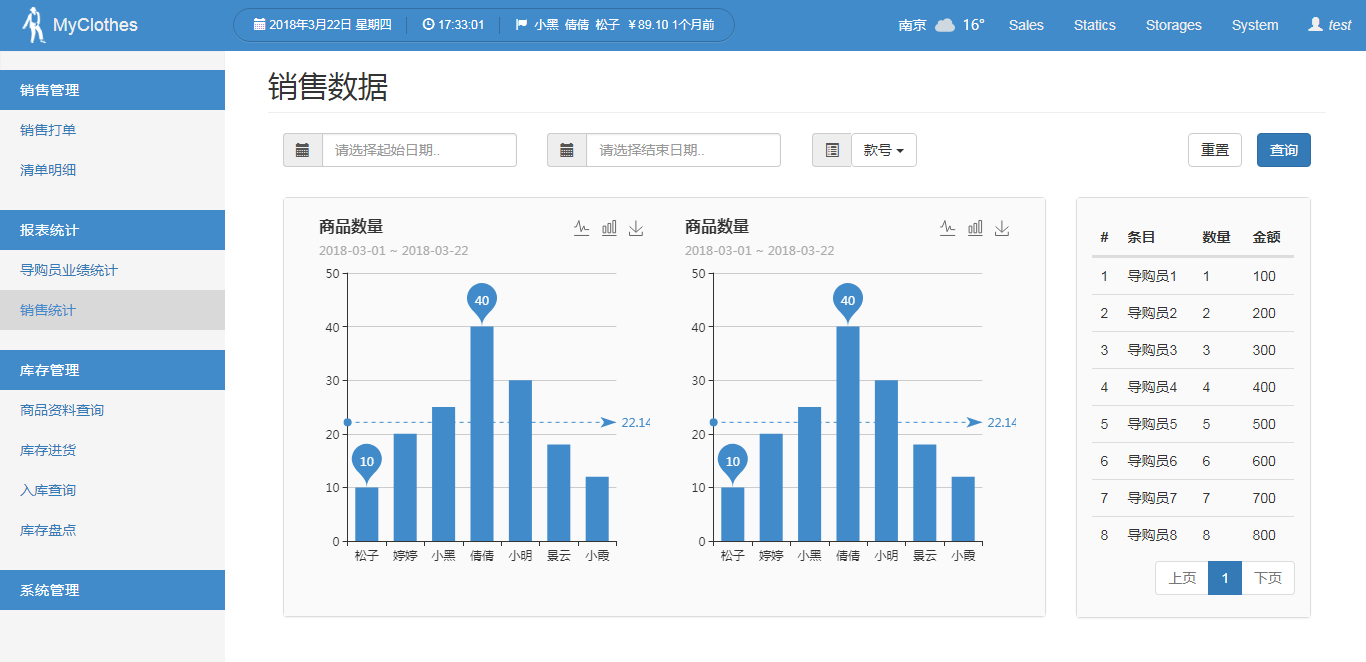 MyClothes 2018年3月22日 星期四 17:33:01 小黑 倩倩 松子 ￥89.10 1个月前 南京 16° Sales Statics Storages System test
销售管理
销售打单
清单明细
报表统计
导购员业绩统计
销售统计
库存管理
商品资料查询
库存进货
入库查询
库存盘点
系统管理
销售数据
请选择起始日期.. 请选择结束日期.. 款号 重置 查询
商品数量
2018-03-01 ~ 2018-03-22
50
40
30
20
10
0
10
40
22.14
松子 婷婷 小黑 倩倩 小明 景云 小霞
商品数量
2018-03-01 ~ 2018-03-22
50
40
30
20
10
0
10
40
22.14
松子 婷婷 小黑 倩倩 小明 景云 小霞
# 条目 数量 金额
1 导购员1 1 100
2 导购员2 2 200
3 导购员3 3 300
4 导购员4 4 400
5 导购员5 5 500
6 导购员6 6 600
7 导购员7 7 700
8 导购员8 8 800
上页 1 下页